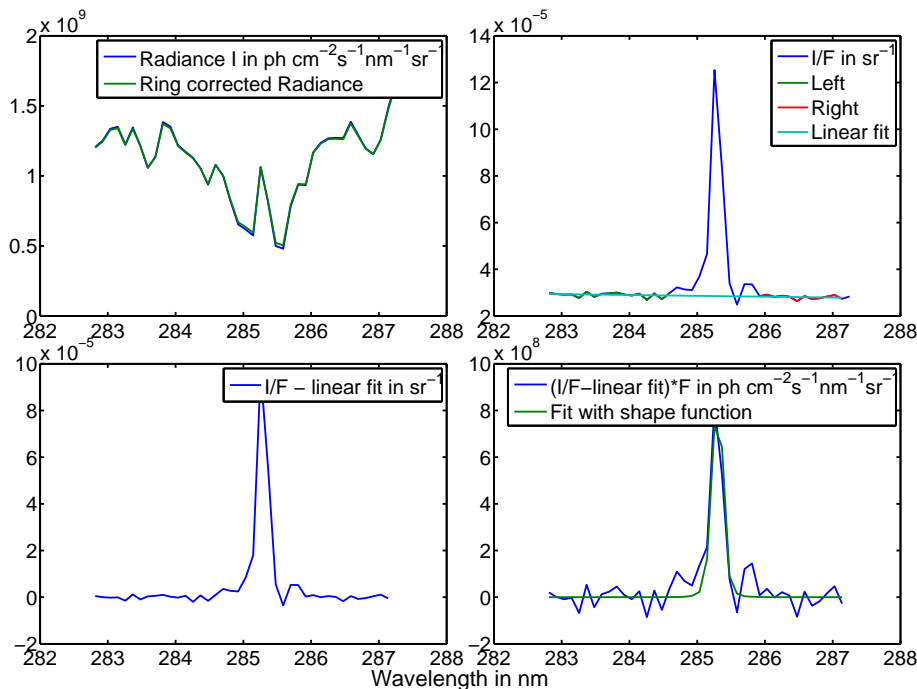 x 10⁹
2
1.5
1
0.5
0
282 283 284 285 286 287 288
Radiance I in ph cm⁻²s⁻¹nm⁻¹sr⁻¹
Ring corrected Radiance
x 10⁻⁵
14
12
10
8
6
4
2
282 283 284 285 286 287 288
I/F in sr⁻¹
Left
Right
Linear fit
x 10⁻⁵
10
8
6
4
2
0
−2
282 283 284 285 286 287 288
I/F − linear fit in sr⁻¹
x 10⁸
10
8
6
4
2
0
−2
282 283 284 285 286 287 288
(I/F−linear fit)*F in ph cm⁻²s⁻¹nm⁻¹sr⁻¹
Fit with shape function
Wavelength in nm